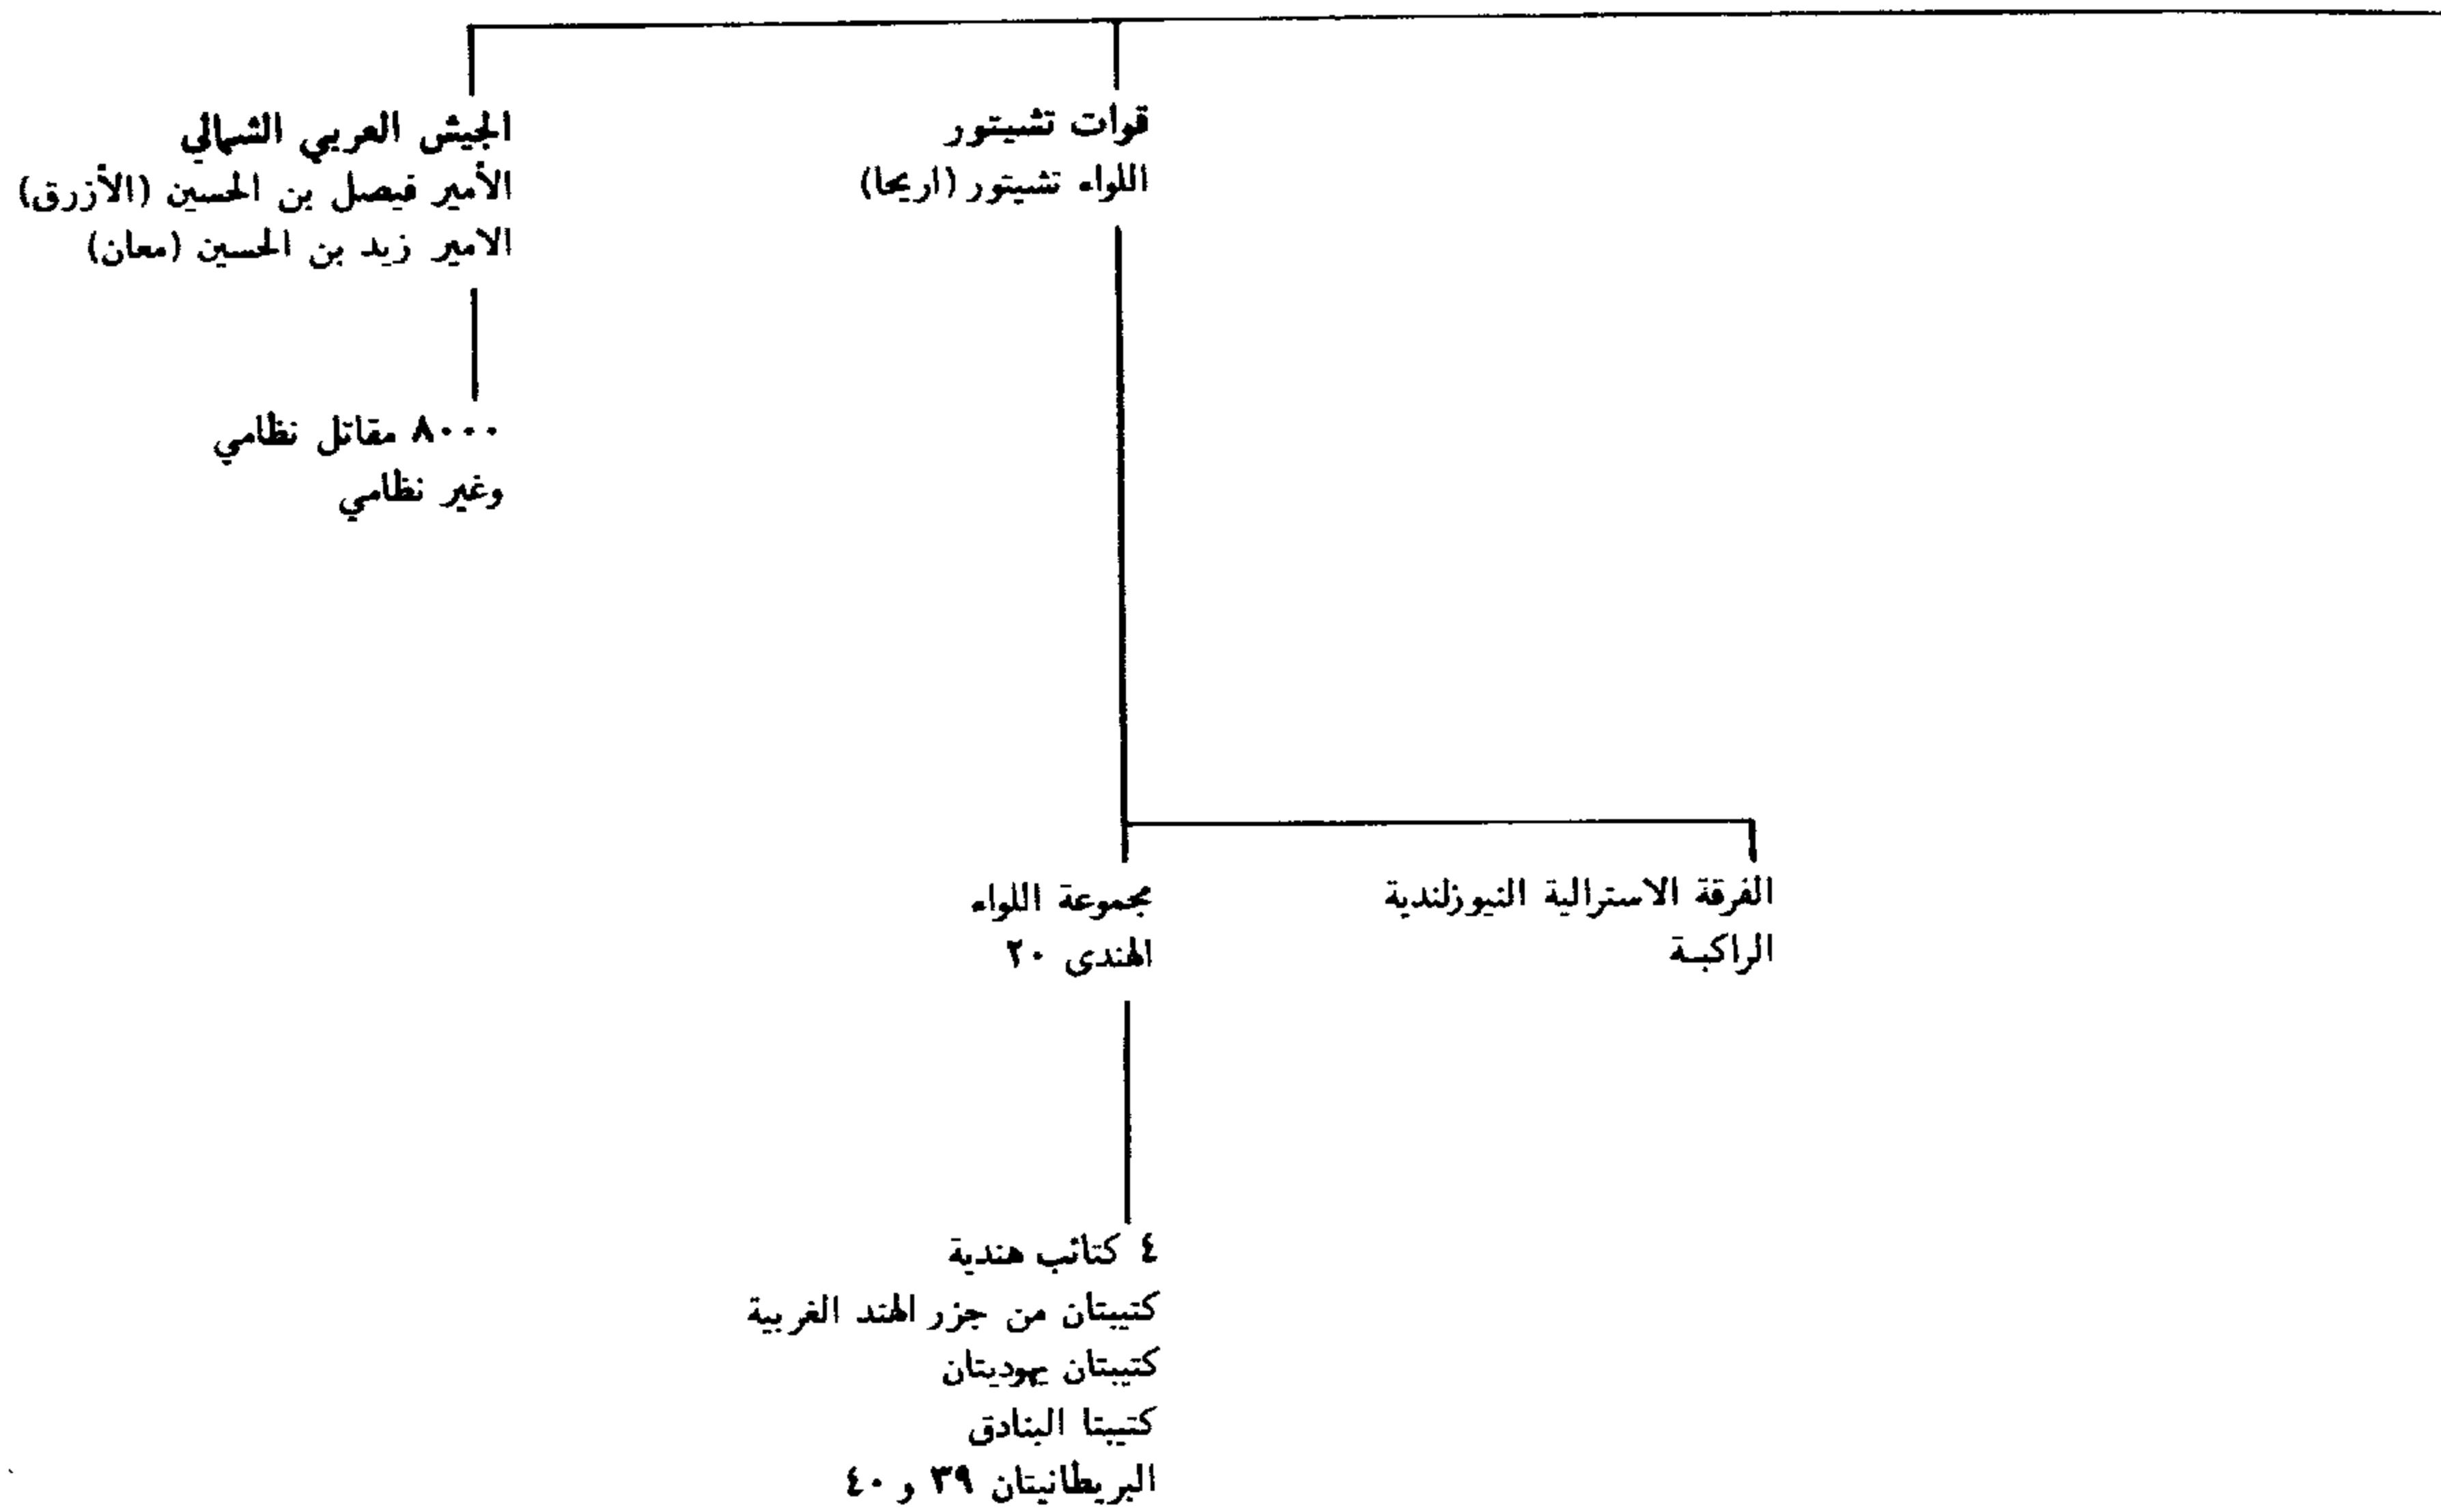 قوات تشيتور
اللواء تشيتور (اريحا)
الجيش العربي الشمالي
الأمير فيصل بن الحسين (الأزرق)
الامير زيد بن الحسين (معان)
٨٠٠٠ مقاتل نظامي
وغير نظامي
الفرقة الاسترالية النيوزلندية
الراكبة
مجموعة اللواء
الهندي ٢٠
٤ كتائب هندية
كتيبتان من جزر الهند الغربية
كتيبتان يهوديتان
كتيبتا البنادق
البريطانيتان ٣٩ و ٤٠